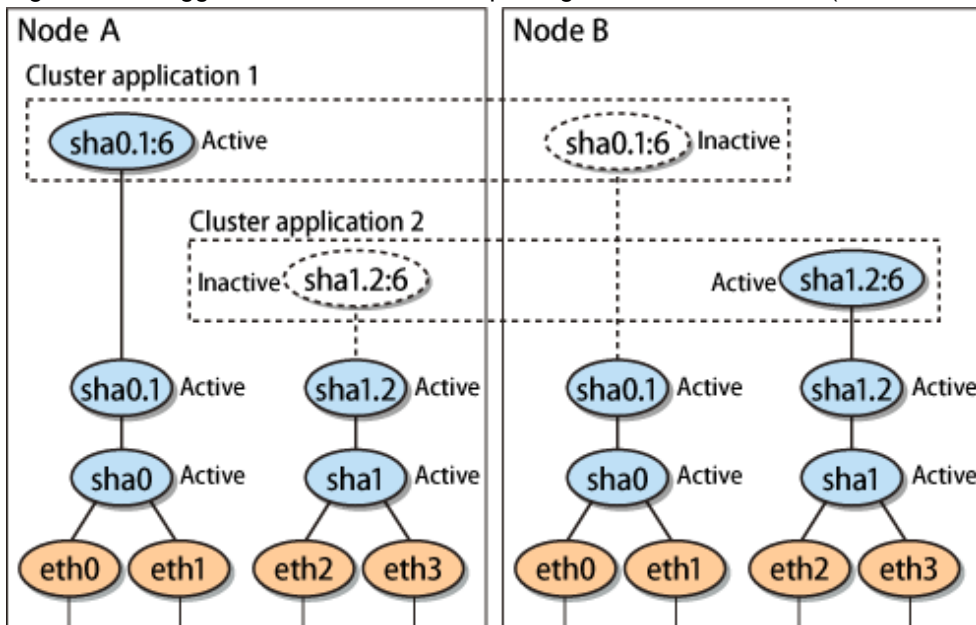 Node A
Node B
Cluster application 1
sha0.1:6 Active
sha0.1:6 Inactive
Cluster application 2
Inactive sha1.2:6
Active sha1.2:6
sha0.1 Active
sha1.2 Active
sha0.1 Active
sha1.2 Active
sha0 Active
sha1 Active
sha0 Active
sha1 Active
eth0 eth1 eth2 eth3
eth0 eth1 eth2 eth3